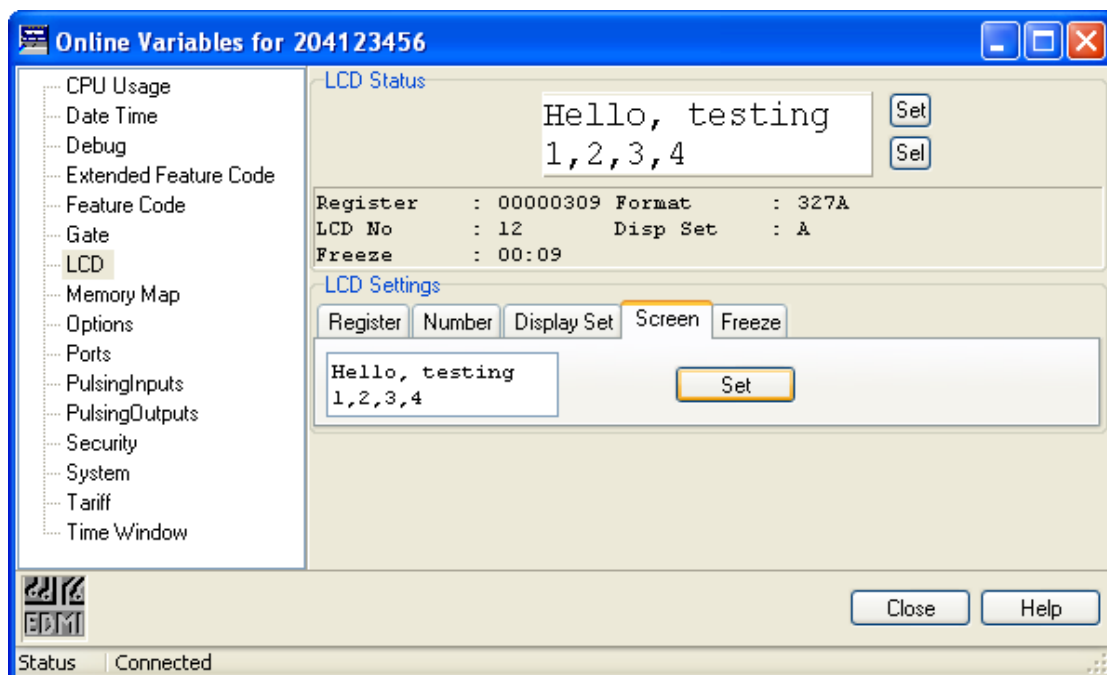 Online Variables for 204123456
CPU Usage
Date Time
Debug
Extended Feature Code
Feature Code
Gate
LCD
Memory Map
Options
Ports
PulsingInputs
PulsingOutputs
Security
System
Tariff
Time Window
LCD Status
Hello, testing
1,2,3,4
Set
Sel
Register : 00000309 Format : 327A
LCD No : 12 Disp Set : A
Freeze : 00:09
LCD Settings
Register Number Display Set Screen Freeze
Hello, testing
1,2,3,4
Set
EDMI
Close Help
Status Connected